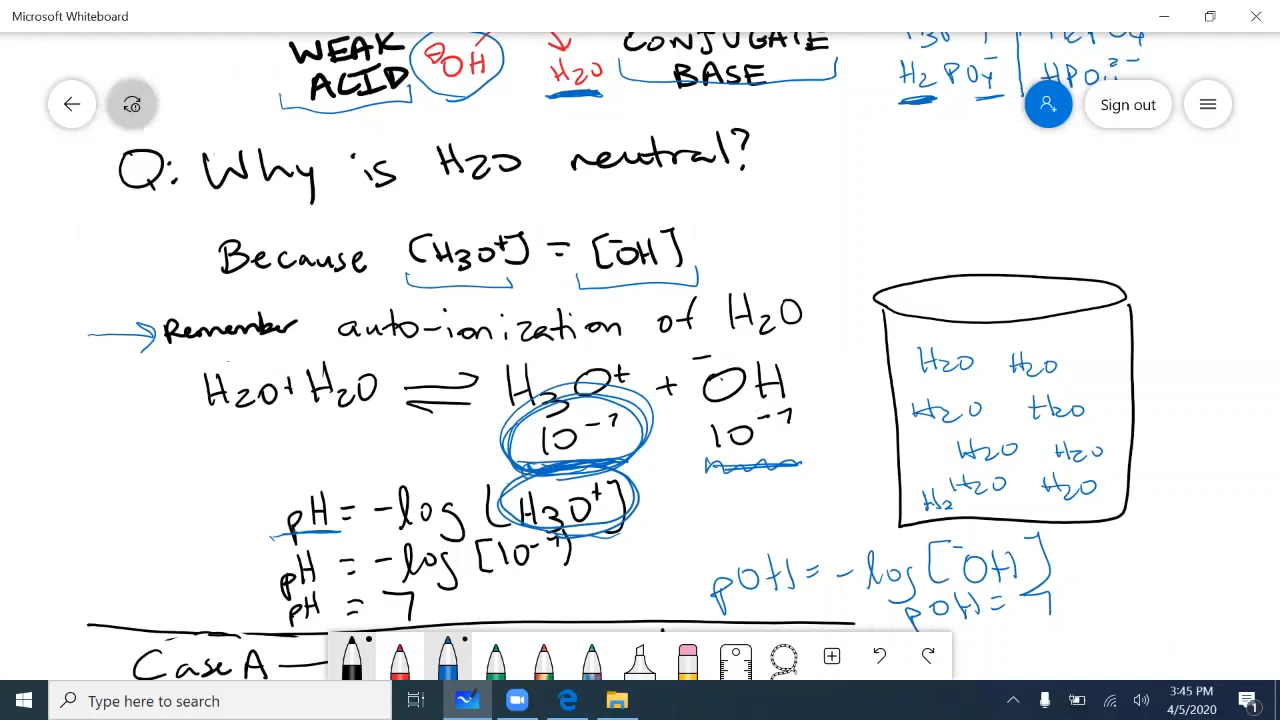 Microsoft Whiteboard
WEAK
ACID
⊖OH
H2O
CONJUGATE
BASE
H2PO4-
Sign out
Q: Why is H2O neutral?
Because [H3O+] = [-OH]
Remember auto-ionization of H2O
H2O + H2O ⇌ H3O+ + -OH
10-7
10-7
pH = -log [H3O+]
pH = -log [10-7]
pH = 7
H2O H2O
H2O H2O
H2O H2O
H2 H2O H2O
pOH = -log [-OH]
pOH = 7
Case A —
Type here to search
3:45 PM
4/5/2020
1